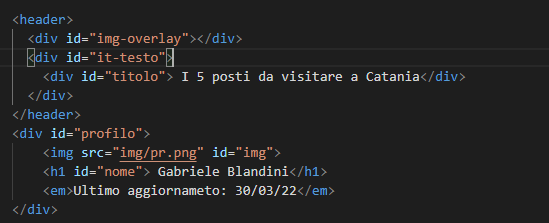 <header>
<div id="img-overlay"></div>
<div id="it-testo">
<div id="titolo"> I 5 posti da visitare a Catania</div>
</div>
</header>
<div id="profilo">
<img src="img/pr.png" id="img">
<h1 id="nome"> Gabriele Blandini</h1>
<em>Ultimo aggiornameto: 30/03/22</em>
</div>